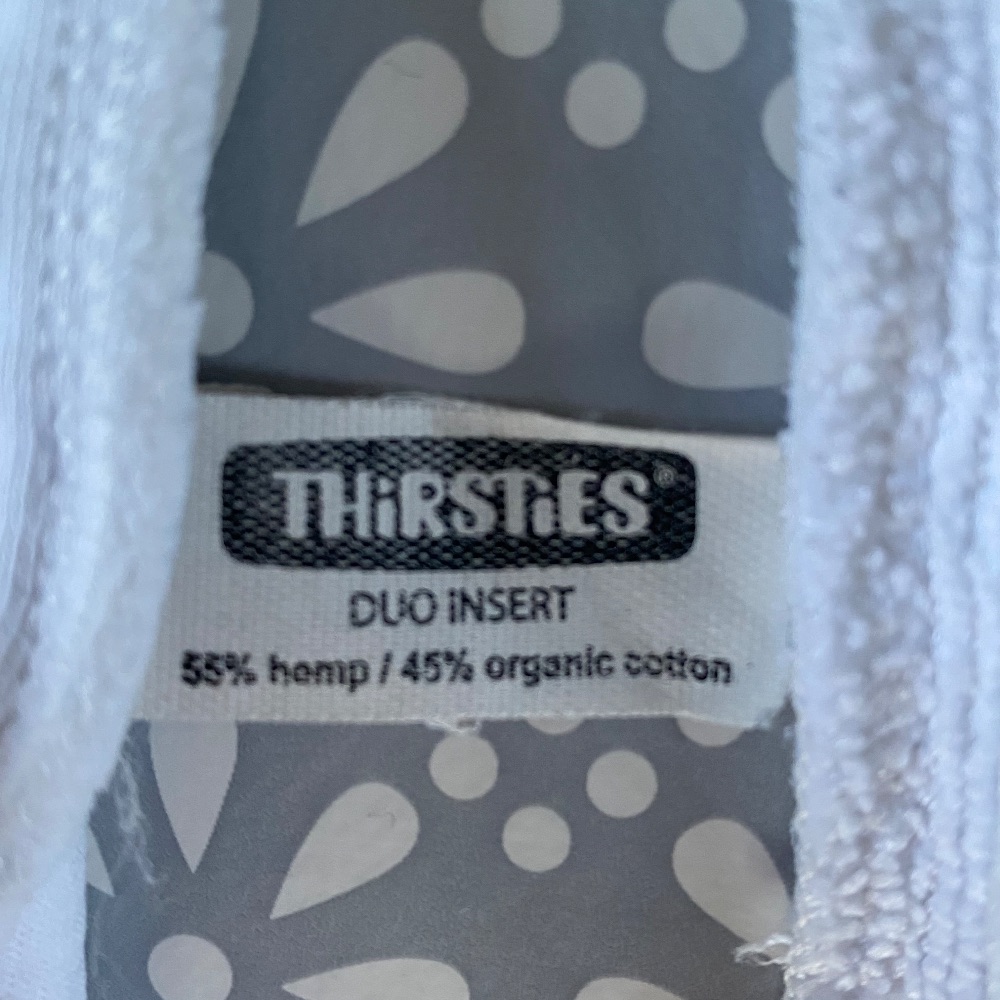 THiRSTiES®
DUO iNSERT
55% hemp / 45% organic cotton